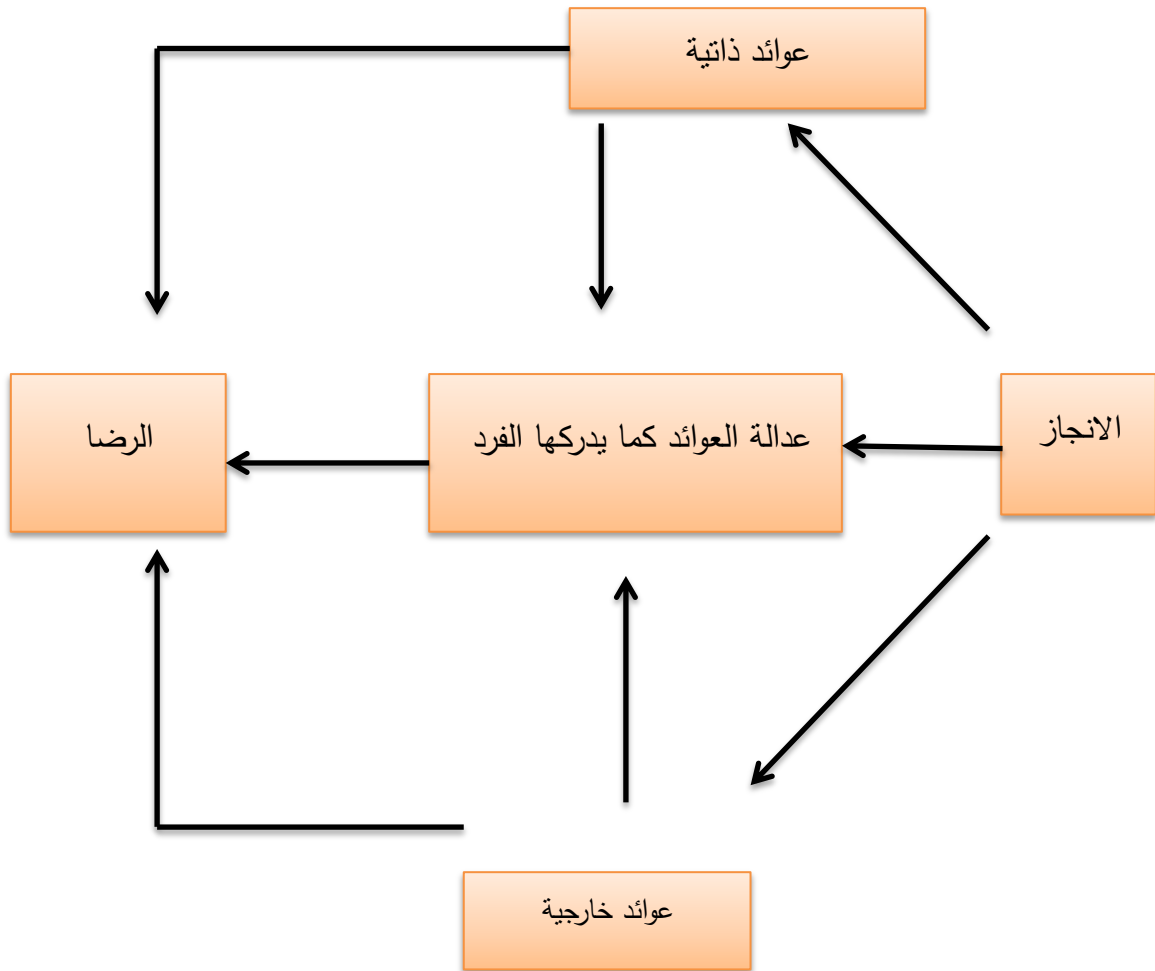 عوائد ذاتية
الانجاز
عدالة العوائد كما يدركها الفرد
الرضا
عوائد خارجية